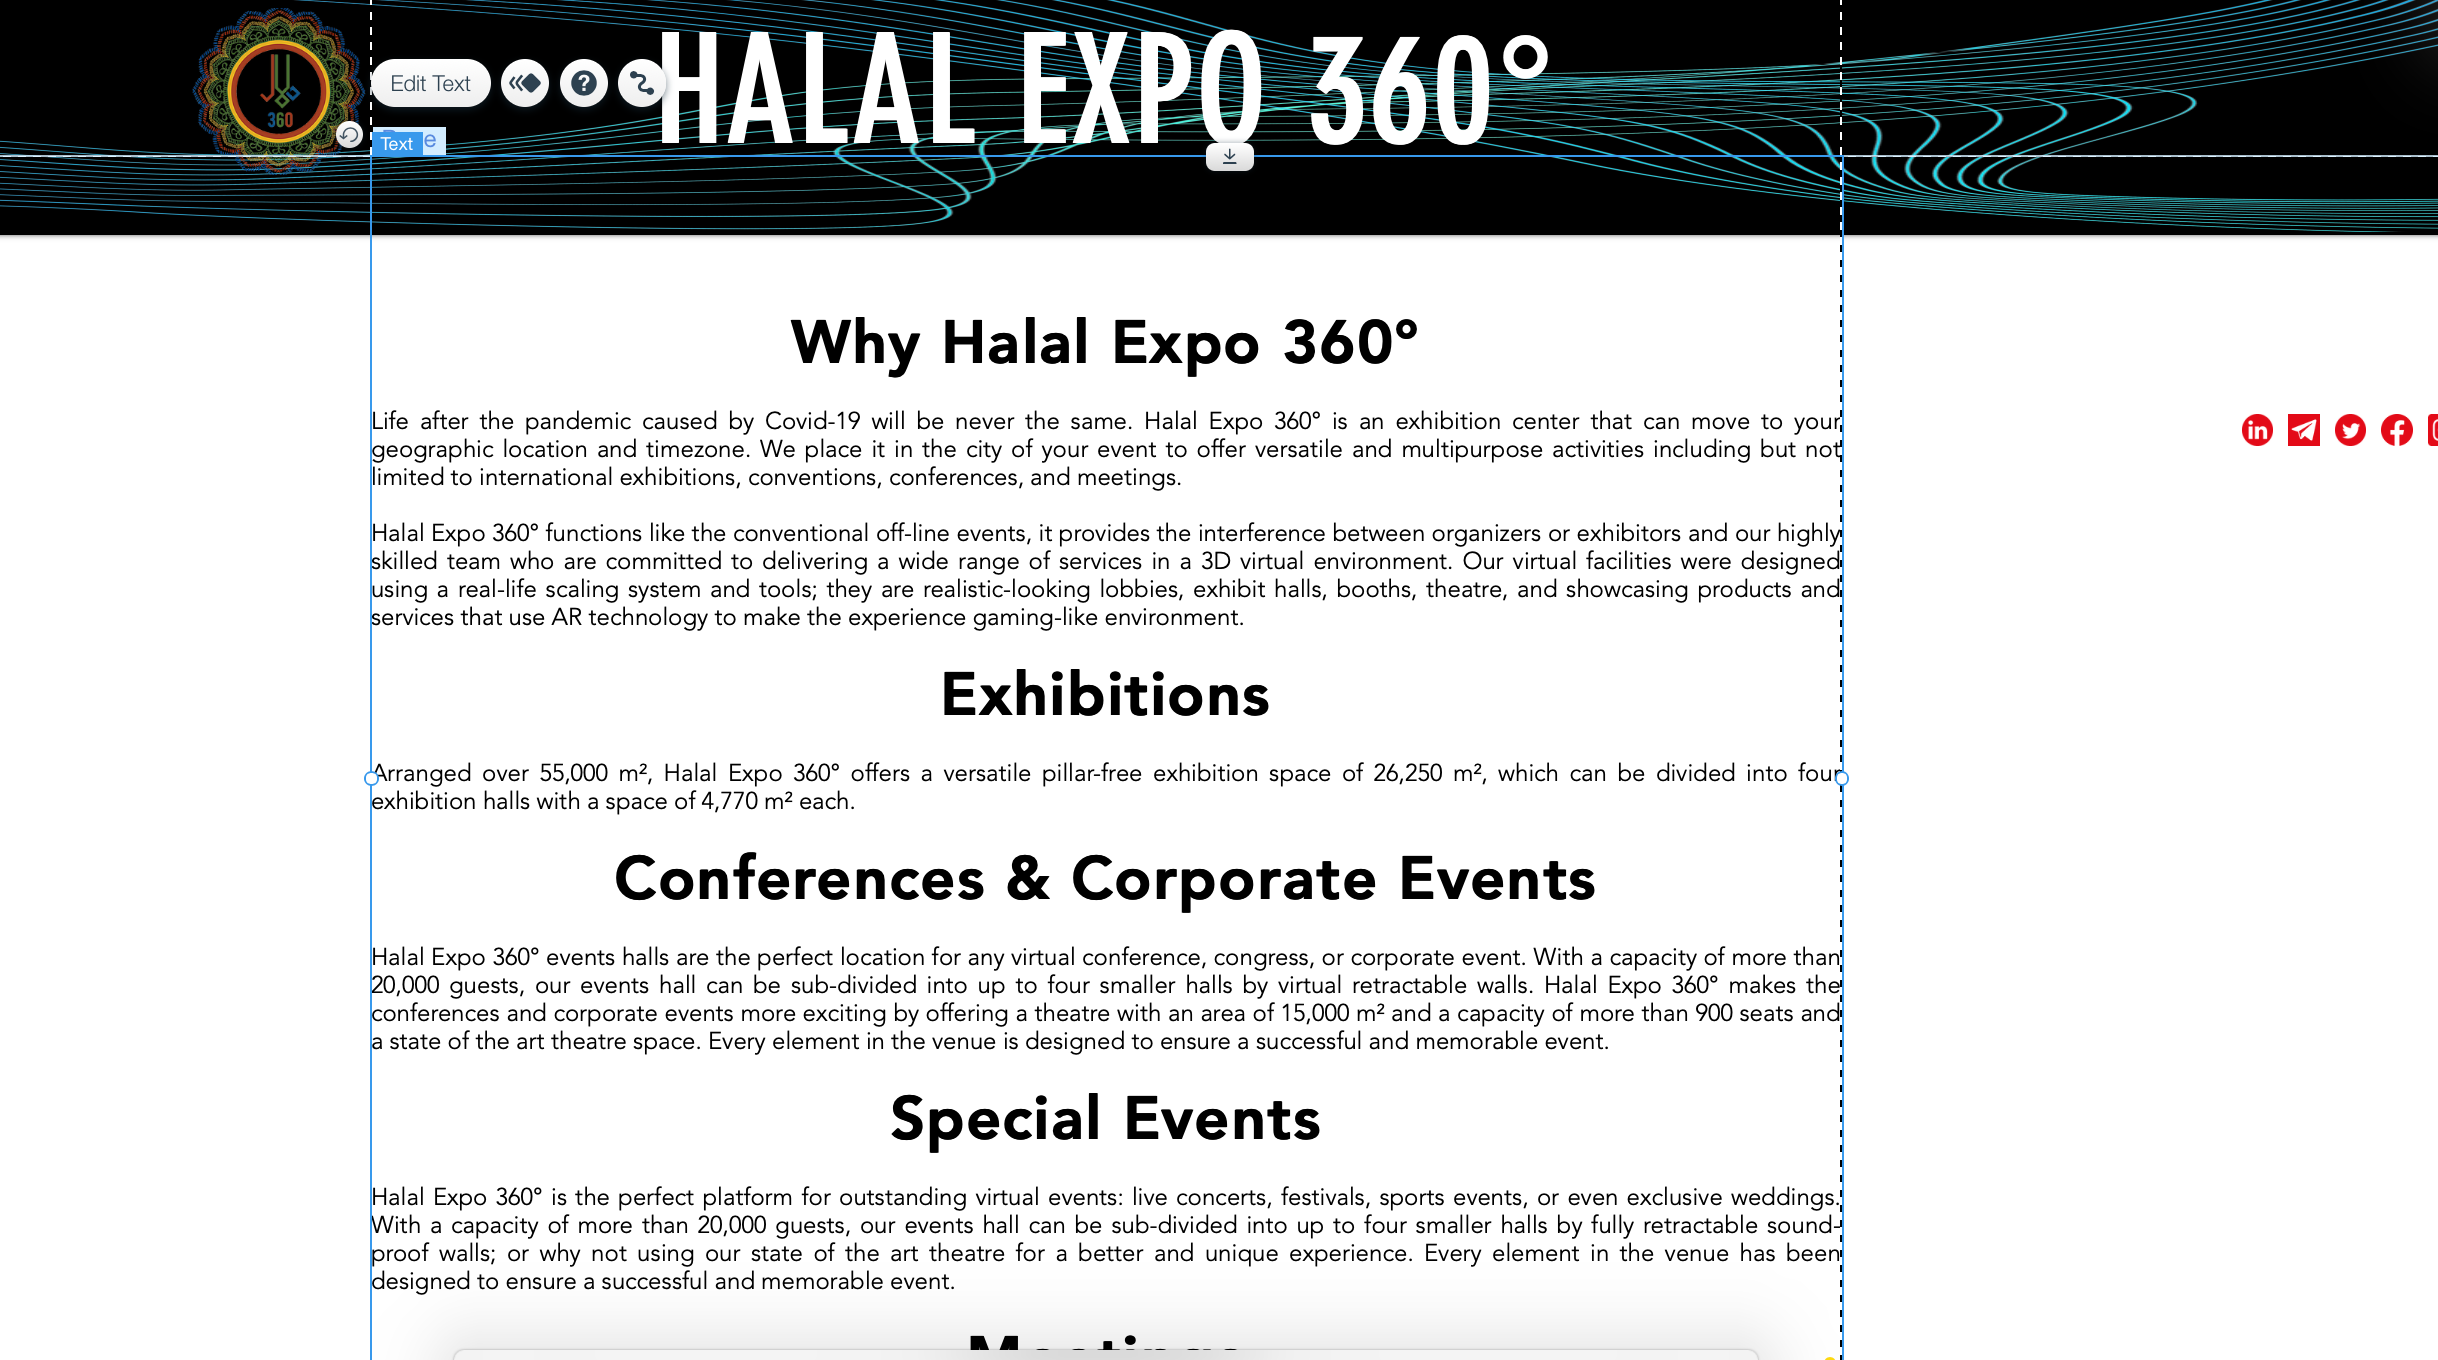 HALAL EXPO 360°
360
Edit Text
Text
Why Halal Expo 360°
Life after the pandemic caused by Covid-19 will be never the same. Halal Expo 360° is an exhibition center that can move to your
geographic location and timezone. We place it in the city of your event to offer versatile and multipurpose activities including but not
limited to international exhibitions, conventions, conferences, and meetings.
Halal Expo 360° functions like the conventional off-line events, it provides the interference between organizers or exhibitors and our highly
skilled team who are committed to delivering a wide range of services in a 3D virtual environment. Our virtual facilities were designed
using a real-life scaling system and tools; they are realistic-looking lobbies, exhibit halls, booths, theatre, and showcasing products and
services that use AR technology to make the experience gaming-like environment.
Exhibitions
Arranged over 55,000 m², Halal Expo 360° offers a versatile pillar-free exhibition space of 26,250 m², which can be divided into four
exhibition halls with a space of 4,770 m² each.
Conferences & Corporate Events
Halal Expo 360° events halls are the perfect location for any virtual conference, congress, or corporate event. With a capacity of more than
20,000 guests, our events hall can be sub-divided into up to four smaller halls by virtual retractable walls. Halal Expo 360° makes the
conferences and corporate events more exciting by offering a theatre with an area of 15,000 m² and a capacity of more than 900 seats and
a state of the art theatre space. Every element in the venue is designed to ensure a successful and memorable event.
Special Events
Halal Expo 360° is the perfect platform for outstanding virtual events: live concerts, festivals, sports events, or even exclusive weddings.
With a capacity of more than 20,000 guests, our events hall can be sub-divided into up to four smaller halls by fully retractable sound-
proof walls; or why not using our state of the art theatre for a better and unique experience. Every element in the venue has been
designed to ensure a successful and memorable event.
Meetings